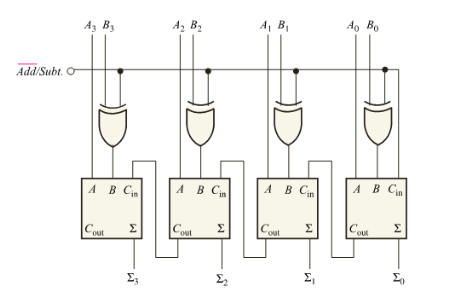 A₃ B₃ A₂ B₂ A₁ B₁ A₀ B₀
A̅d̅d̅/Subt.
A B Cin A B Cin A B Cin A B Cin
Cout Σ Cout Σ Cout Σ Cout Σ
Σ₃ Σ₂ Σ₁ Σ₀